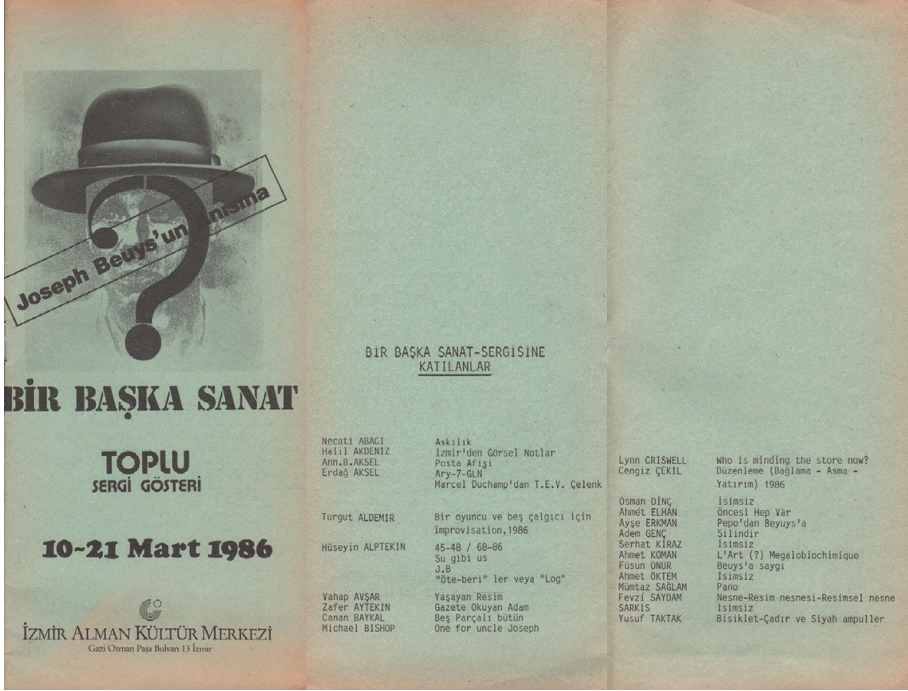 Joseph Beuys'un Anısına
BİR BAŞKA SANAT
TOPLU
SERGİ GÖSTERİ
10-21 Mart 1986
İZMİR ALMAN KÜLTÜR MERKEZİ
Gazi Osman Paşa Bulvarı 13 İzmir
BİR BAŞKA SANAT-SERGİSİNE
KATILANLAR
Necati ABACI Askılık
Halil AKDENİZ İzmir'den Görsel Notlar
Ann.B.AKSEL Posta Afişi
Erdağ AKSEL Ary-7-GLN
Marcel Duchamp'dan T.E.V. Çelenk
Turgut ALDEMIR Bir oyuncu ve beş çalgıcı için
improvisation,1986
Hüseyin ALPTEKIN 45-48 / 68-86
Su gibi us
J.B
"Öte-beri" ler veya "Log"
Vahap AVŞAR Yaşayan Resim
Zafer AYTEKIN Gazete Okuyan Adam
Canan BAYKAL Beş Parçalı bütün
Michael BISHOP One for uncle Joseph
Lynn CRISWELL Who is minding the store now?
Cengiz ÇEKİL Düzenleme (Bağlama - Asma -
Yatırım) 1986
Osman DİNÇ İsimsiz
Ahmet ELHAN Öncesi Hep Var
Ayşe ERKMAN Pepo'dan Beyuys'a
Adem GENÇ Silindir
Serhat KİRAZ İsimsiz
Ahmet KOMAN L'Art (?) Megalobiochimique
Füsun ONUR Beuys'a saygı
Ahmet ÖKTEM İsimsiz
Mümtaz SAĞLAM Pano
Fevzi SAYDAM Nesne-Resim nesnesi-Resimsel nesne
SARKİS İsimsiz
Yusuf TAKTAK Bisiklet-Çadır ve Siyah ampuller